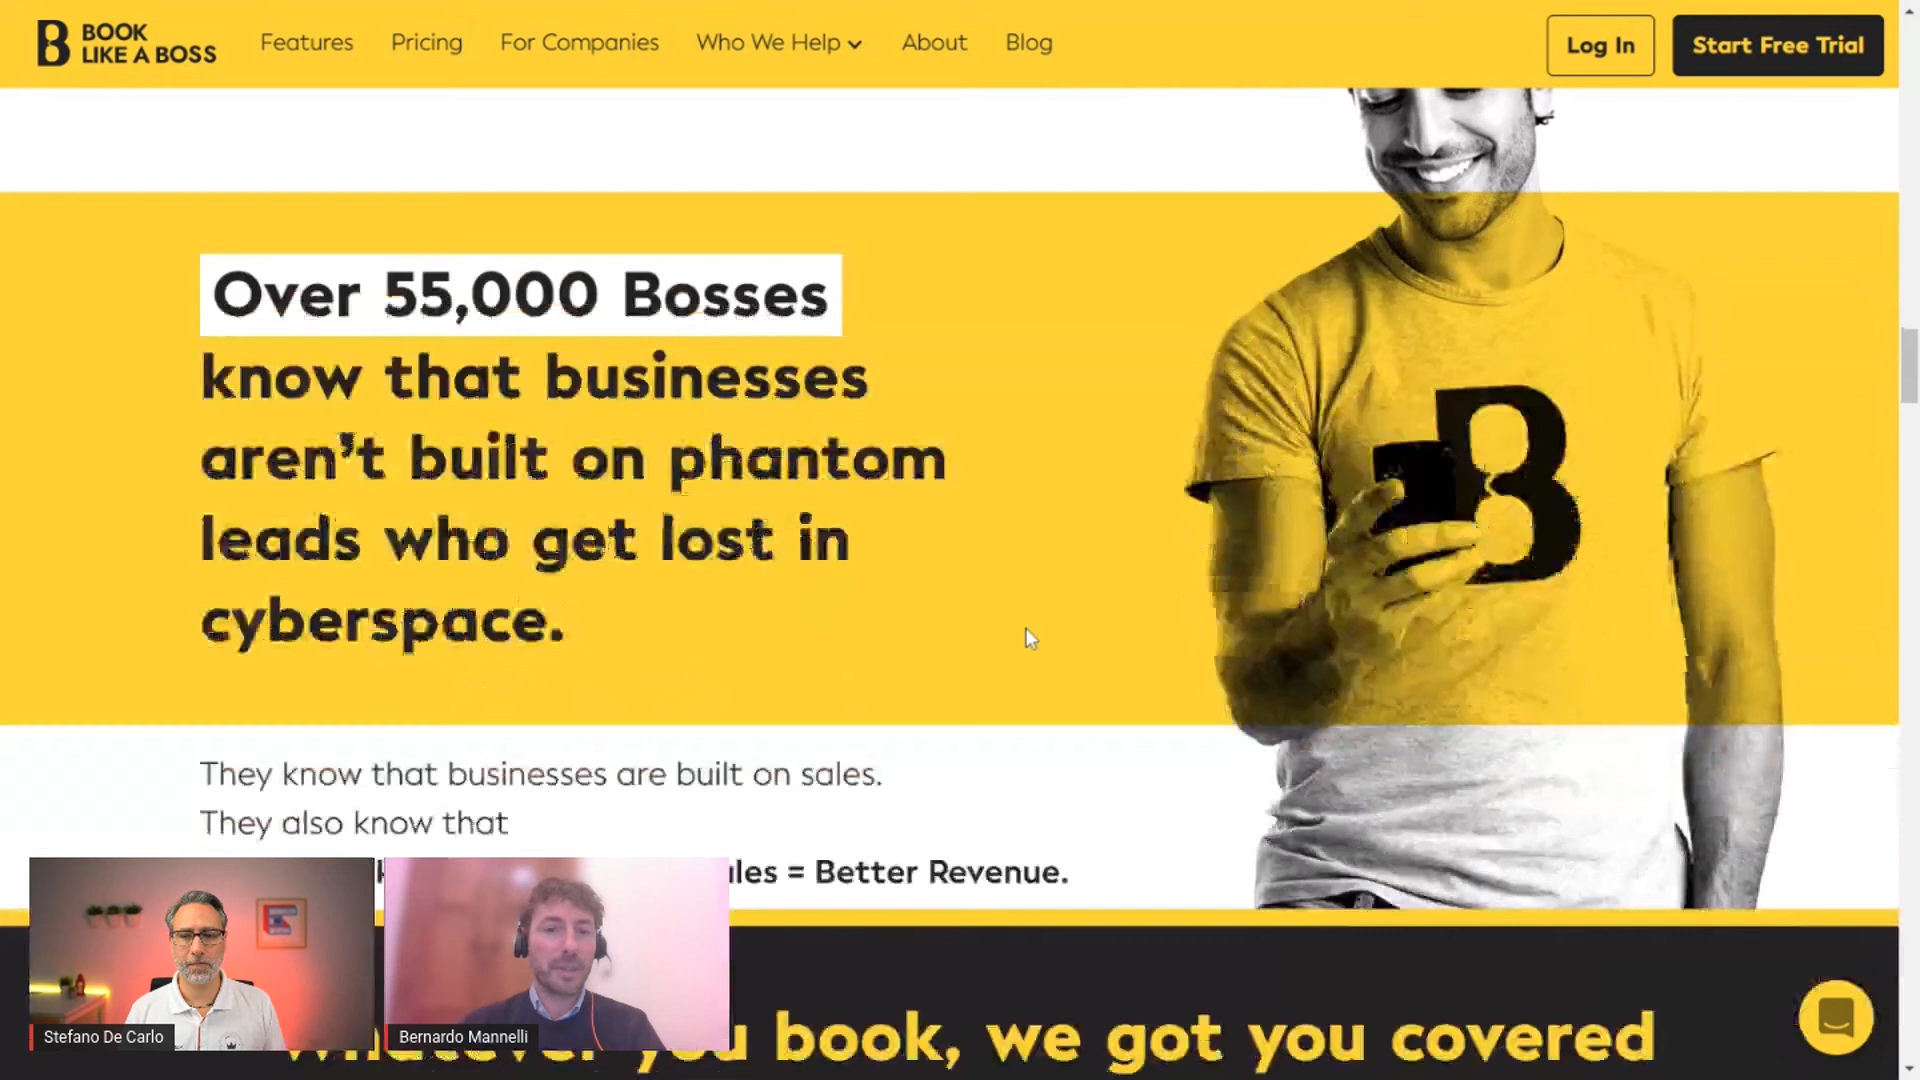 BOOK
LIKE A BOSS
Features
Pricing
For Companies
Who We Help
About
Blog
Log In
Start Free Trial
Over 55,000 Bosses
know that businesses
aren't built on phantom
leads who get lost in
cyberspace.
B
They know that businesses are built on sales.
They also know that
= Better Revenue.
Stefano De Carlo
Bernardo Mannelli
you book, we got you covered